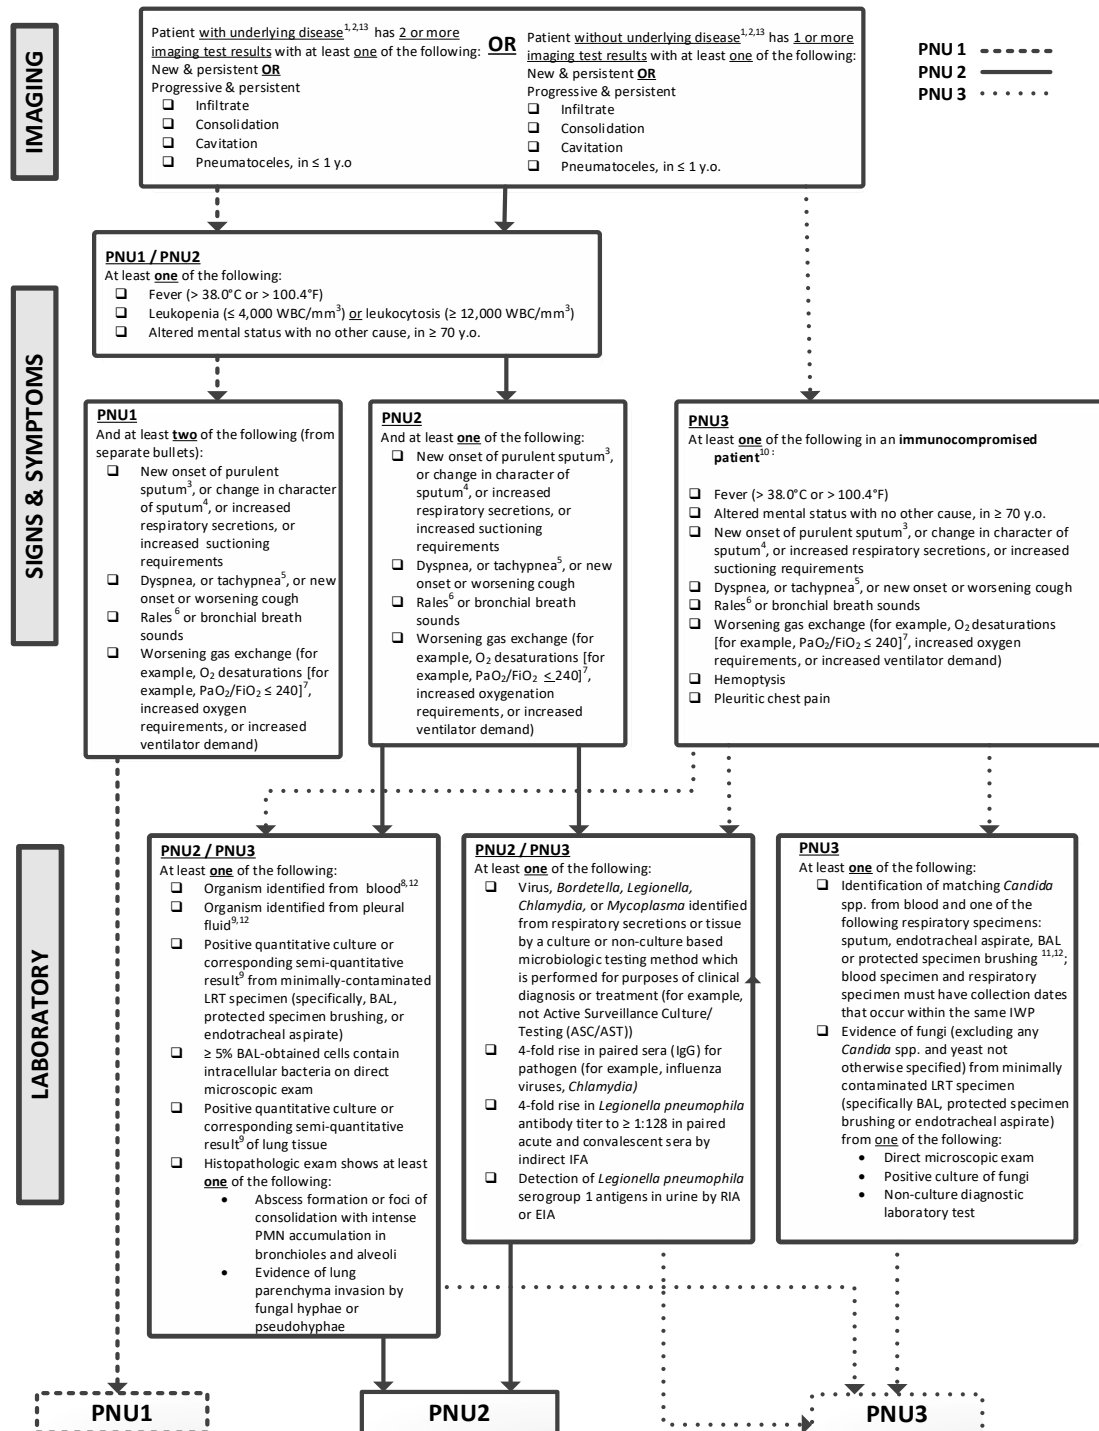 IMAGING
Patient with underlying disease1,2,13 has 2 or more
imaging test results with at least one of the following:
New & persistent OR
Progressive & persistent
❑ Infiltrate
❑ Consolidation
❑ Cavitation
❑ Pneumatoceles, in ≤ 1 y.o
OR
Patient without underlying disease1,2,13 has 1 or more
imaging test results with at least one of the following:
New & persistent OR
Progressive & persistent
❑ Infiltrate
❑ Consolidation
❑ Cavitation
❑ Pneumatoceles, in ≤ 1 y.o.
PNU 1
PNU 2
PNU 3
SIGNS & SYMPTOMS
PNU1 / PNU2
At least one of the following:
❑ Fever (> 38.0°C or > 100.4°F)
❑ Leukopenia (≤ 4,000 WBC/mm3) or leukocytosis (≥ 12,000 WBC/mm3)
❑ Altered mental status with no other cause, in ≥ 70 y.o.
PNU1
And at least two of the following (from
separate bullets):
❑ New onset of purulent
sputum3, or change in character
of sputum4, or increased
respiratory secretions, or
increased suctioning
requirements
❑ Dyspnea, or tachypnea5, or new
onset or worsening cough
❑ Rales6 or bronchial breath
sounds
❑ Worsening gas exchange (for
example, O2 desaturations [for
example, PaO2/FiO2 ≤ 240]7,
increased oxygen
requirements, or increased
ventilator demand)
PNU2
And at least one of the following:
❑ New onset of purulent sputum3,
or change in character of
sputum4, or increased
respiratory secretions, or
increased suctioning
requirements
❑ Dyspnea, or tachypnea5, or new
onset or worsening cough
❑ Rales6 or bronchial breath
sounds
❑ Worsening gas exchange (for
example, O2 desaturations [for
example, PaO2/FiO2 ≤240]7,
increased oxygenation
requirements, or increased
ventilator demand)
PNU3
At least one of the following in an immunocompromised
patient10 :
❑ Fever (> 38.0°C or > 100.4°F)
❑ Altered mental status with no other cause, in ≥ 70 y.o.
❑ New onset of purulent sputum3, or change in character of
sputum4, or increased respiratory secretions, or increased
suctioning requirements
❑ Dyspnea, or tachypnea5, or new onset or worsening cough
❑ Rales6 or bronchial breath sounds
❑ Worsening gas exchange (for example, O2 desaturations
[for example, PaO2/FiO2 ≤ 240]7, increased oxygen
requirements, or increased ventilator demand)
❑ Hemoptysis
❑ Pleuritic chest pain
LABORATORY
PNU2 / PNU3
At least one of the following:
❑ Organism identified from blood8,12
❑ Organism identified from pleural
fluid9,12
❑ Positive quantitative culture or
corresponding semi-quantitative
result9 from minimally-contaminated
LRT specimen (specifically, BAL,
protected specimen brushing, or
endotracheal aspirate)
❑ ≥ 5% BAL-obtained cells contain
intracellular bacteria on direct
microscopic exam
❑ Positive quantitative culture or
corresponding semi-quantitative
result9 of lung tissue
❑ Histopathologic exam shows at least
one of the following:
• Abscess formation or foci of
consolidation with intense
PMN accumulation in
bronchioles and alveoli
• Evidence of lung
parenchyma invasion by
fungal hyphae or
pseudohyphae
PNU2 / PNU3
At least one of the following:
❑ Virus, Bordetella, Legionella,
Chlamydia, or Mycoplasma identified
from respiratory secretions or tissue
by a culture or non-culture based
microbiologic testing method which
is performed for purposes of clinical
diagnosis or treatment (for example,
not Active Surveillance Culture/
Testing (ASC/AST))
❑ 4-fold rise in paired sera (IgG) for
pathogen (for example, influenza
viruses, Chlamydia)
❑ 4-fold rise in Legionella pneumophila
antibody titer to ≥ 1:128 in paired
acute and convalescent sera by
indirect IFA
❑ Detection of Legionella pneumophila
serogroup 1 antigens in urine by RIA
or EIA
PNU3
At least one of the following:
❑ Identification of matching Candida
spp. from blood and one of the
following respiratory specimens:
sputum, endotracheal aspirate, BAL
or protected specimen brushing 11,12;
blood specimen and respiratory
specimen must have collection dates
that occur within the same IWP
❑ Evidence of fungi (excluding any
Candida spp. and yeast not
otherwise specified) from minimally
contaminated LRT specimen
(specifically BAL, protected specimen
brushing or endotracheal aspirate)
from one of the following:
• Direct microscopic exam
• Positive culture of fungi
• Non-culture diagnostic
laboratory test
PNU1
PNU2
PNU3